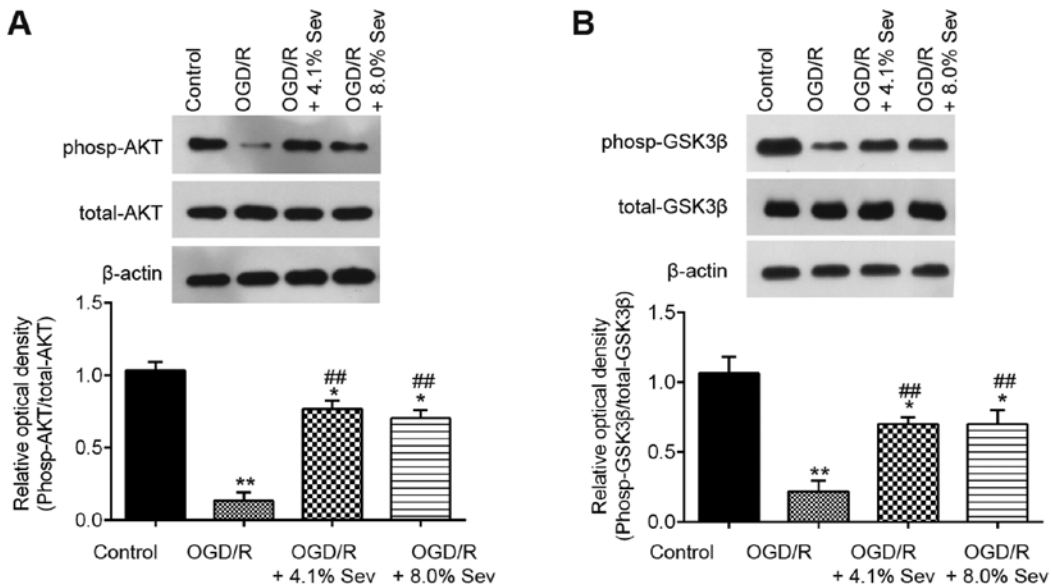 A
Control
OGD/R
OGD/R
+ 4.1% Sev
OGD/R
+ 8.0% Sev
phosp-AKT
total-AKT
β-actin
Relative optical density
(Phosp-AKT/total-AKT)
1.5
1.0
0.5
0.0
**
##
*
##
*
Control
OGD/R
OGD/R
+ 4.1% Sev
OGD/R
+ 8.0% Sev
B
Control
OGD/R
OGD/R
+ 4.1% Sev
OGD/R
+ 8.0% Sev
phosp-GSK3β
total-GSK3β
β-actin
Relative optical density
(Phosp-GSK3β/total-GSK3β)
1.5
1.0
0.5
0.0
**
##
*
##
*
Control
OGD/R
OGD/R
+ 4.1% Sev
OGD/R
+ 8.0% Sev